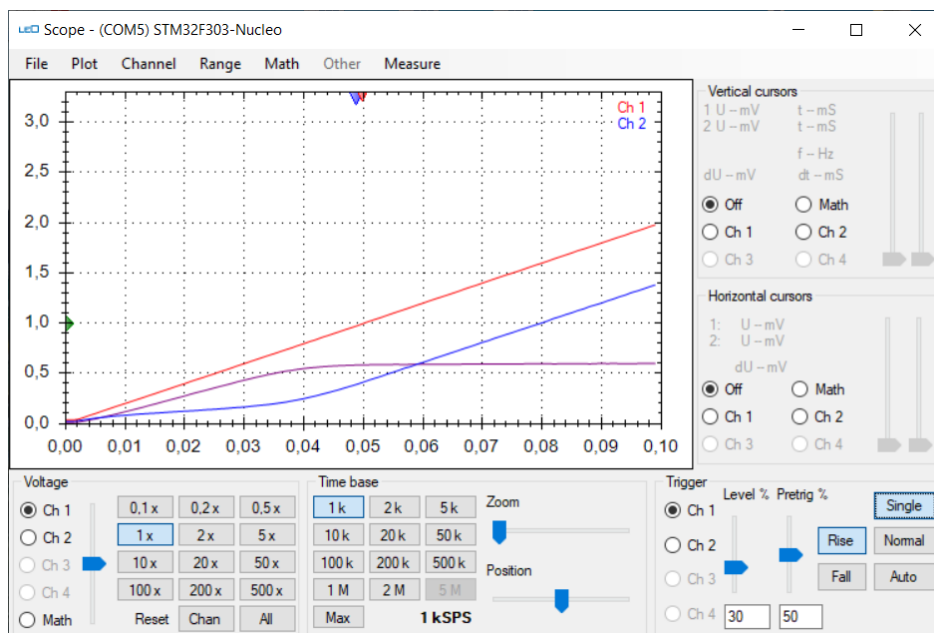 LEO Scope - (COM5) STM32F303-Nucleo
File Plot Channel Range Math Other Measure
Ch 1
Ch 2
3,0
2,5
2,0
1,5
1,0
0,5
0,0
0,00 0,01 0,02 0,03 0,04 0,05 0,06 0,07 0,08 0,09 0,10
Vertical cursors
1 U -- mV t -- mS
2 U -- mV t -- mS
f -- Hz
dU -- mV dt -- mS
Off Math
Ch 1 Ch 2
Ch 3 Ch 4
Horizontal cursors
1: U -- mV
2: U -- mV
dU -- mV
Off Math
Ch 1 Ch 2
Ch 3 Ch 4
Voltage
Ch 1 0,1 x 0,2 x 0,5 x
Ch 2 1 x 2 x 5 x
Ch 3 10 x 20 x 50 x
Ch 4 100 x 200 x 500 x
Math Reset Chan All
Time base
1 k 2 k 5 k
10 k 20 k 50 k
100 k 200 k 500 k
1 M 2 M 5 M
Max 1 kSPS
Zoom
Position
Trigger
Level % Pretrig %
Ch 1 Single
Ch 2 Rise Normal
Ch 3 Fall Auto
Ch 4 30 50